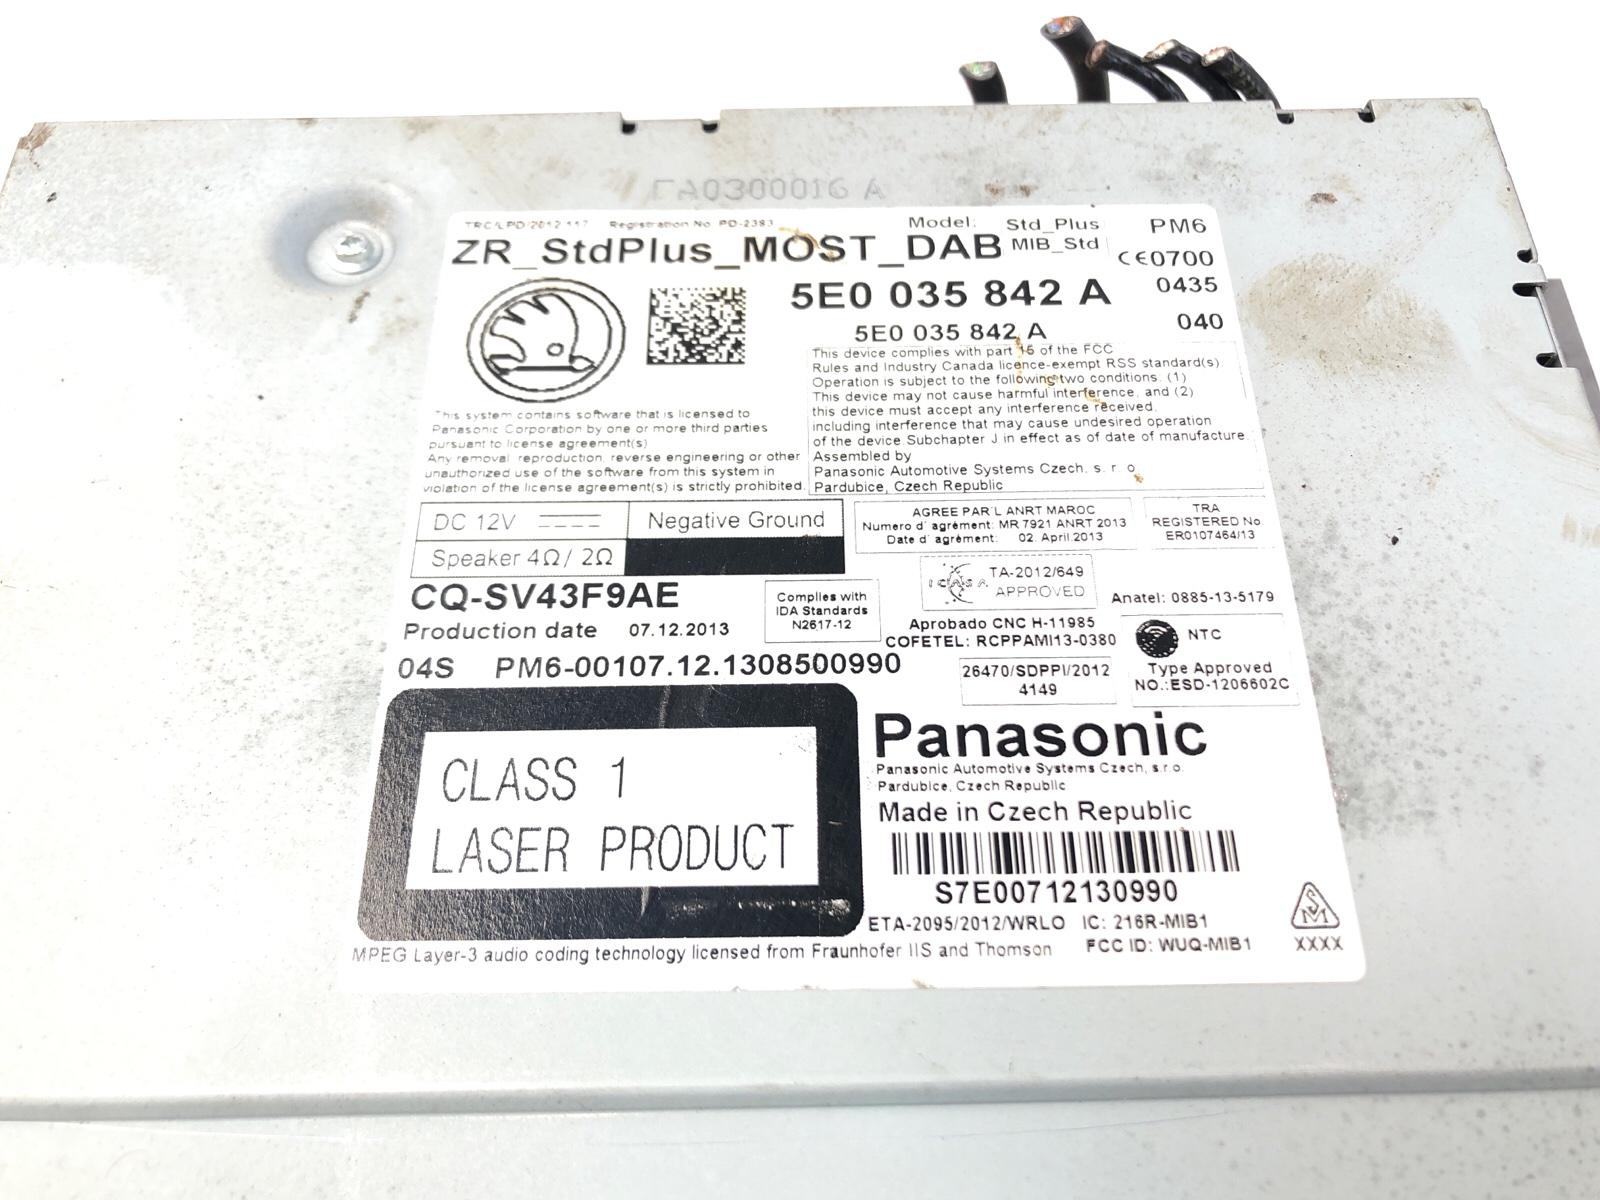 A030001G A
TRC/LPD/2012 117 Registration No. PD-2383
ZR_StdPlus_MOST_DAB
Model: Std_Plus PM6
MIB_Std CE0700
5E0 035 842 A 0435
5E0 035 842 A 040
This device complies with part 15 of the FCC
Rules and Industry Canada licence-exempt RSS standard(s)
Operation is subject to the following two conditions. (1)
This device may not cause harmful interference, and (2)
this device must accept any interference received,
including interference that may cause undesired operation
of the device Subchapter J in effect as of date of manufacture.
Assembled by
Panasonic Automotive Systems Czech, s. r. o.
Pardubice, Czech Republic
This system contains software that is licensed to
Panasonic Corporation by one or more third parties
pursuant to license agreement(s)
Any removal, reproduction, reverse engineering or other
unauthorized use of the software from this system in
violation of the license agreement(s) is strictly prohibited.
DC 12V Negative Ground
Speaker 4Ω / 2Ω
AGREE PAR'L ANRT MAROC
Numero d' agrément: MR 7921 ANRT 2013
Date d' agrément: 02. April.2013
TRA
REGISTERED No
ER0107464/13
ICASA TA-2012/649
APPROVED
CQ-SV43F9AE
Complies with
IDA Standards
N2617-12
Anatel: 0885-13-5179
Production date 07.12.2013
Aprobado CNC H-11985
COFETEL: RCPPAMI13-0380
NTC
Type Approved
NO.:ESD-1206602C
04S PM6-00107.12.1308500990
26470/SDPPI/2012
4149
CLASS 1
LASER PRODUCT
Panasonic
Panasonic Automotive Systems Czech, s.r.o.
Pardubice, Czech Republic
Made in Czech Republic
S7E00712130990
ETA-2095/2012/WRLO IC: 216R-MIB1
FCC ID: WUQ-MIB1
SM
XXXX
MPEG Layer-3 audio coding technology licensed from Fraunhofer IIS and Thomson